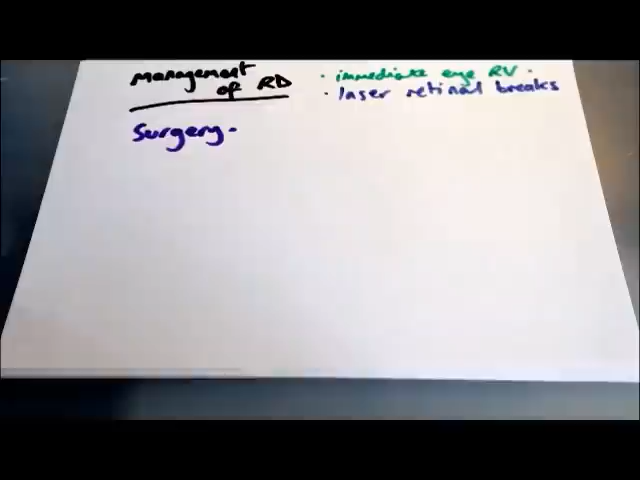 management
of RD
· immediate eye RV ·
· laser retinal breaks
Surgery-